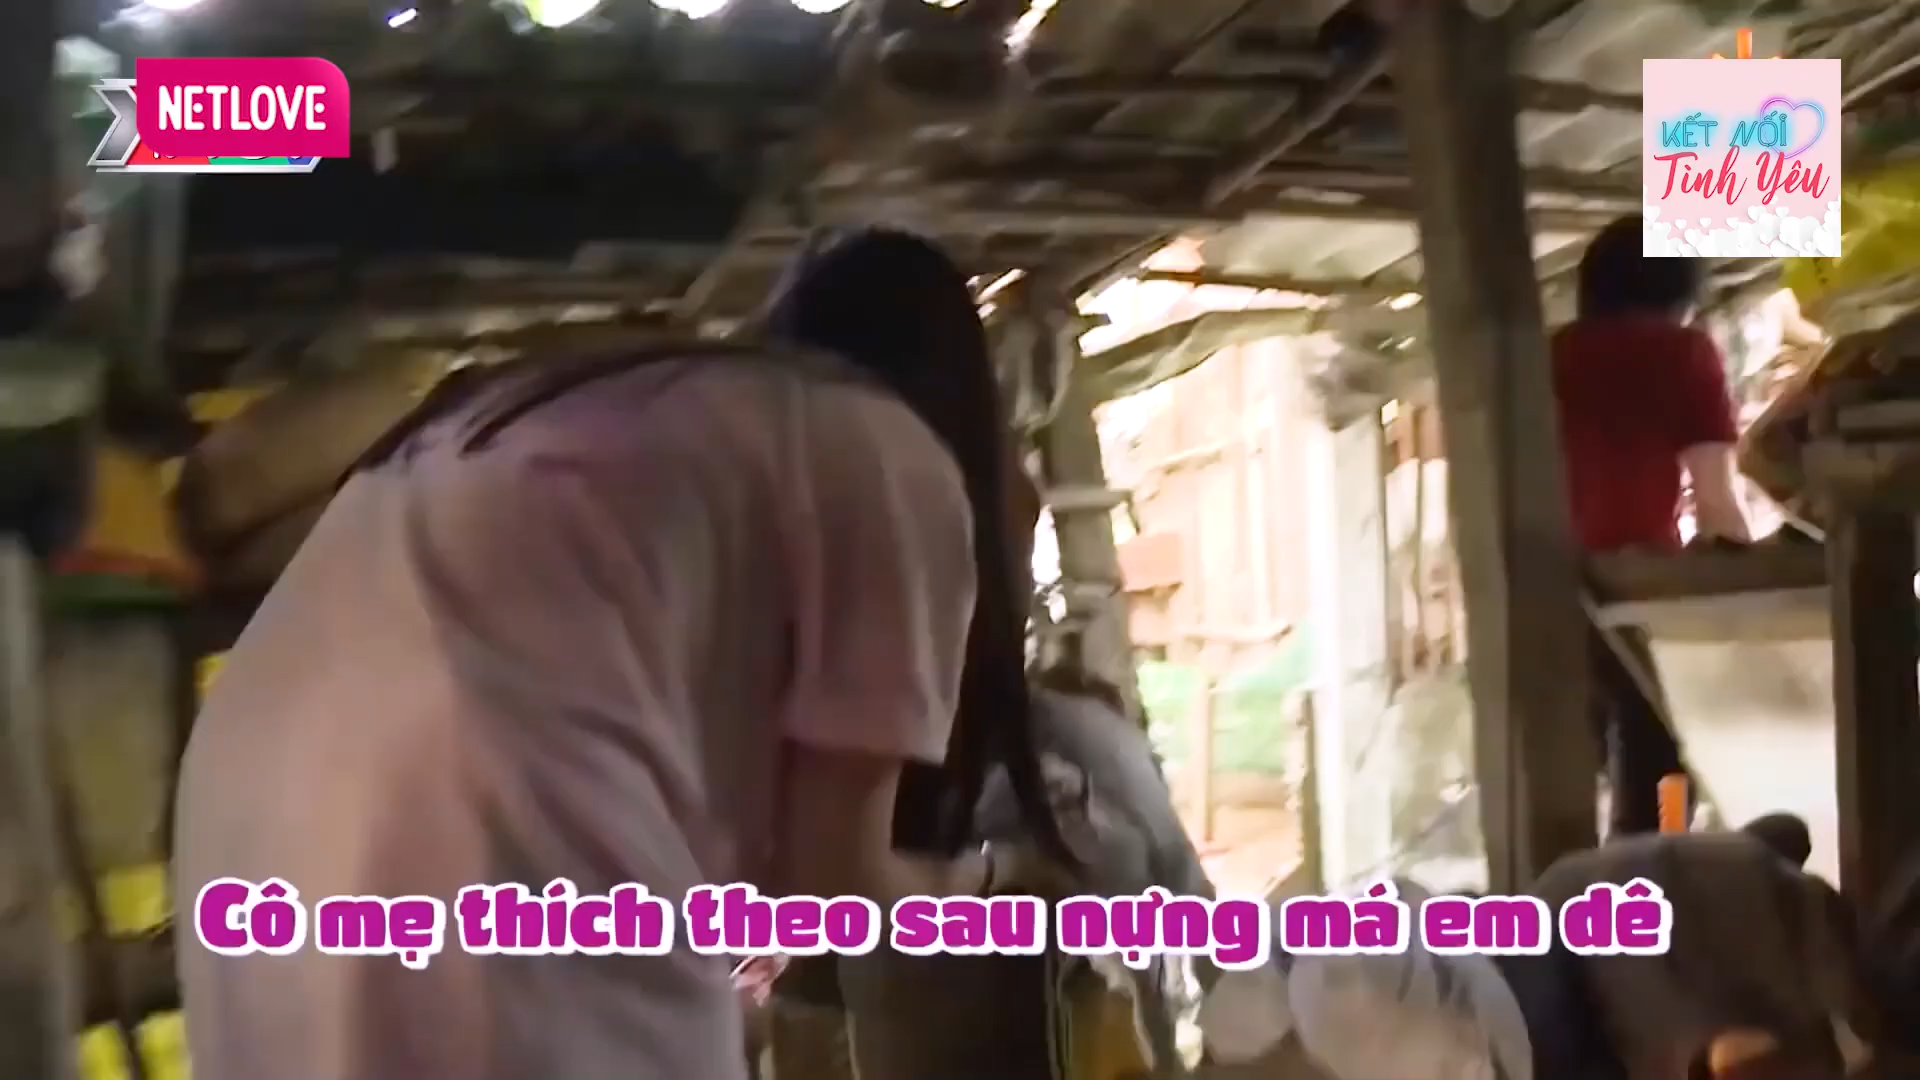 NETLOVE
KẾT NỐI
Tình Yêu
Cô mẹ thích theo sau nựng má em dê